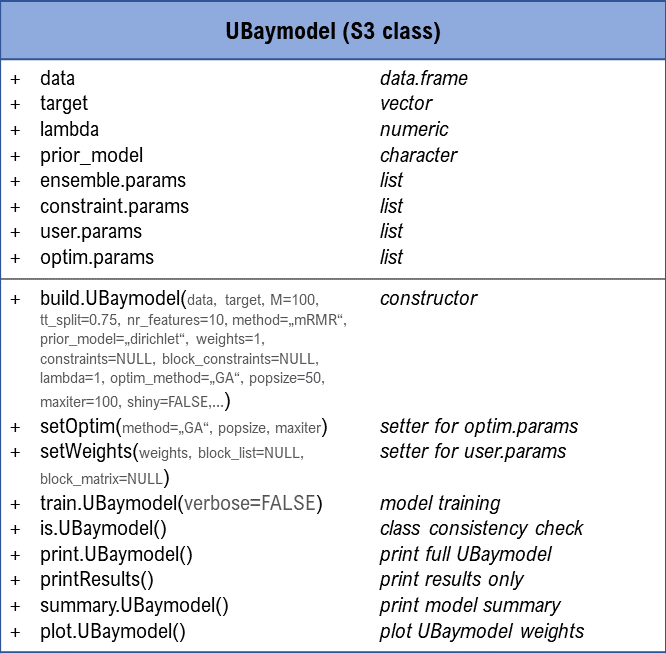 UBaymodel (S3 class)
+ data data.frame
+ target vector
+ lambda numeric
+ prior_model character
+ ensemble.params list
+ constraint.params list
+ user.params list
+ optim.params list
+ build.UBaymodel(data, target, M=100, constructor
tt_split=0.75, nr_features=10, method=„mRMR“,
prior_model=„dirichlet“, weights=1,
constraints=NULL, block_constraints=NULL,
lambda=1, optim_method=„GA“, popsize=50,
maxiter=100, shiny=FALSE,...)
+ setOptim(method=„GA“, popsize, maxiter) setter for optim.params
+ setWeights(weights, block_list=NULL, setter for user.params
block_matrix=NULL)
+ train.UBaymodel(verbose=FALSE) model training
+ is.UBaymodel() class consistency check
+ print.UBaymodel() print full UBaymodel
+ printResults() print results only
+ summary.UBaymodel() print model summary
+ plot.UBaymodel() plot UBaymodel weights